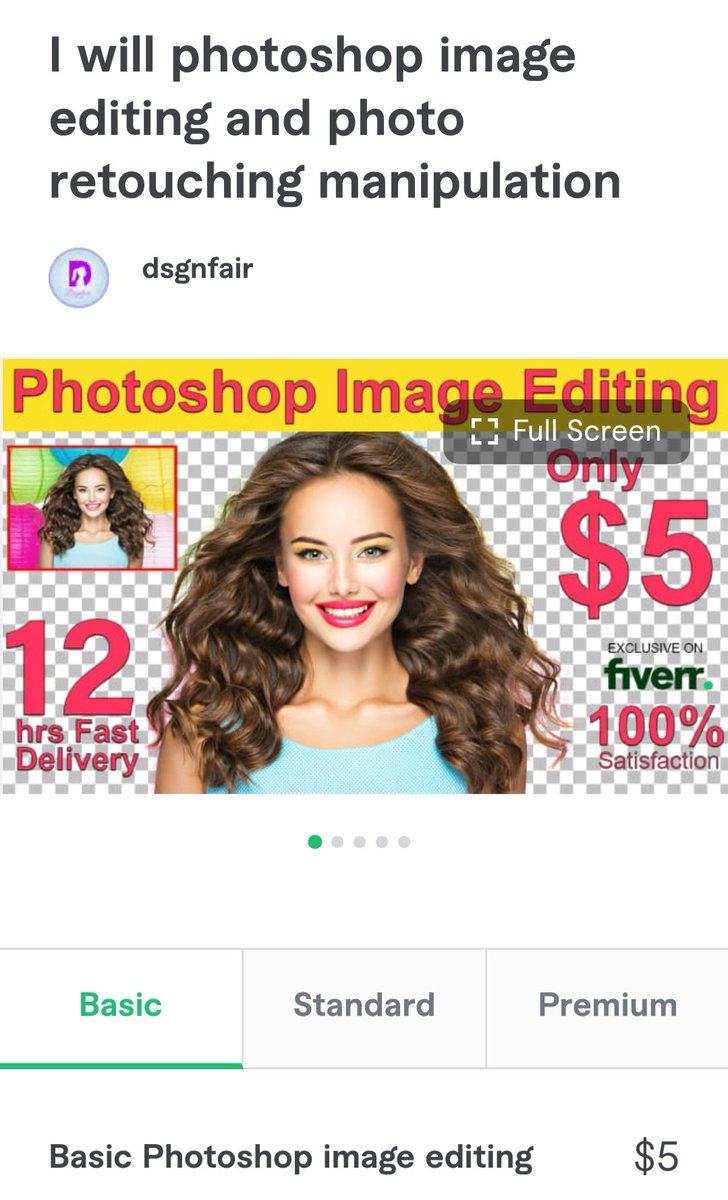 I will photoshop image
editing and photo
retouching manipulation
dsgnfair
Photoshop Image Editing
Full Screen
Only
$5
12
hrs Fast
Delivery
EXCLUSIVE ON
fiverr.
100%
Satisfaction
Basic
Standard
Premium
Basic Photoshop image editing
$5